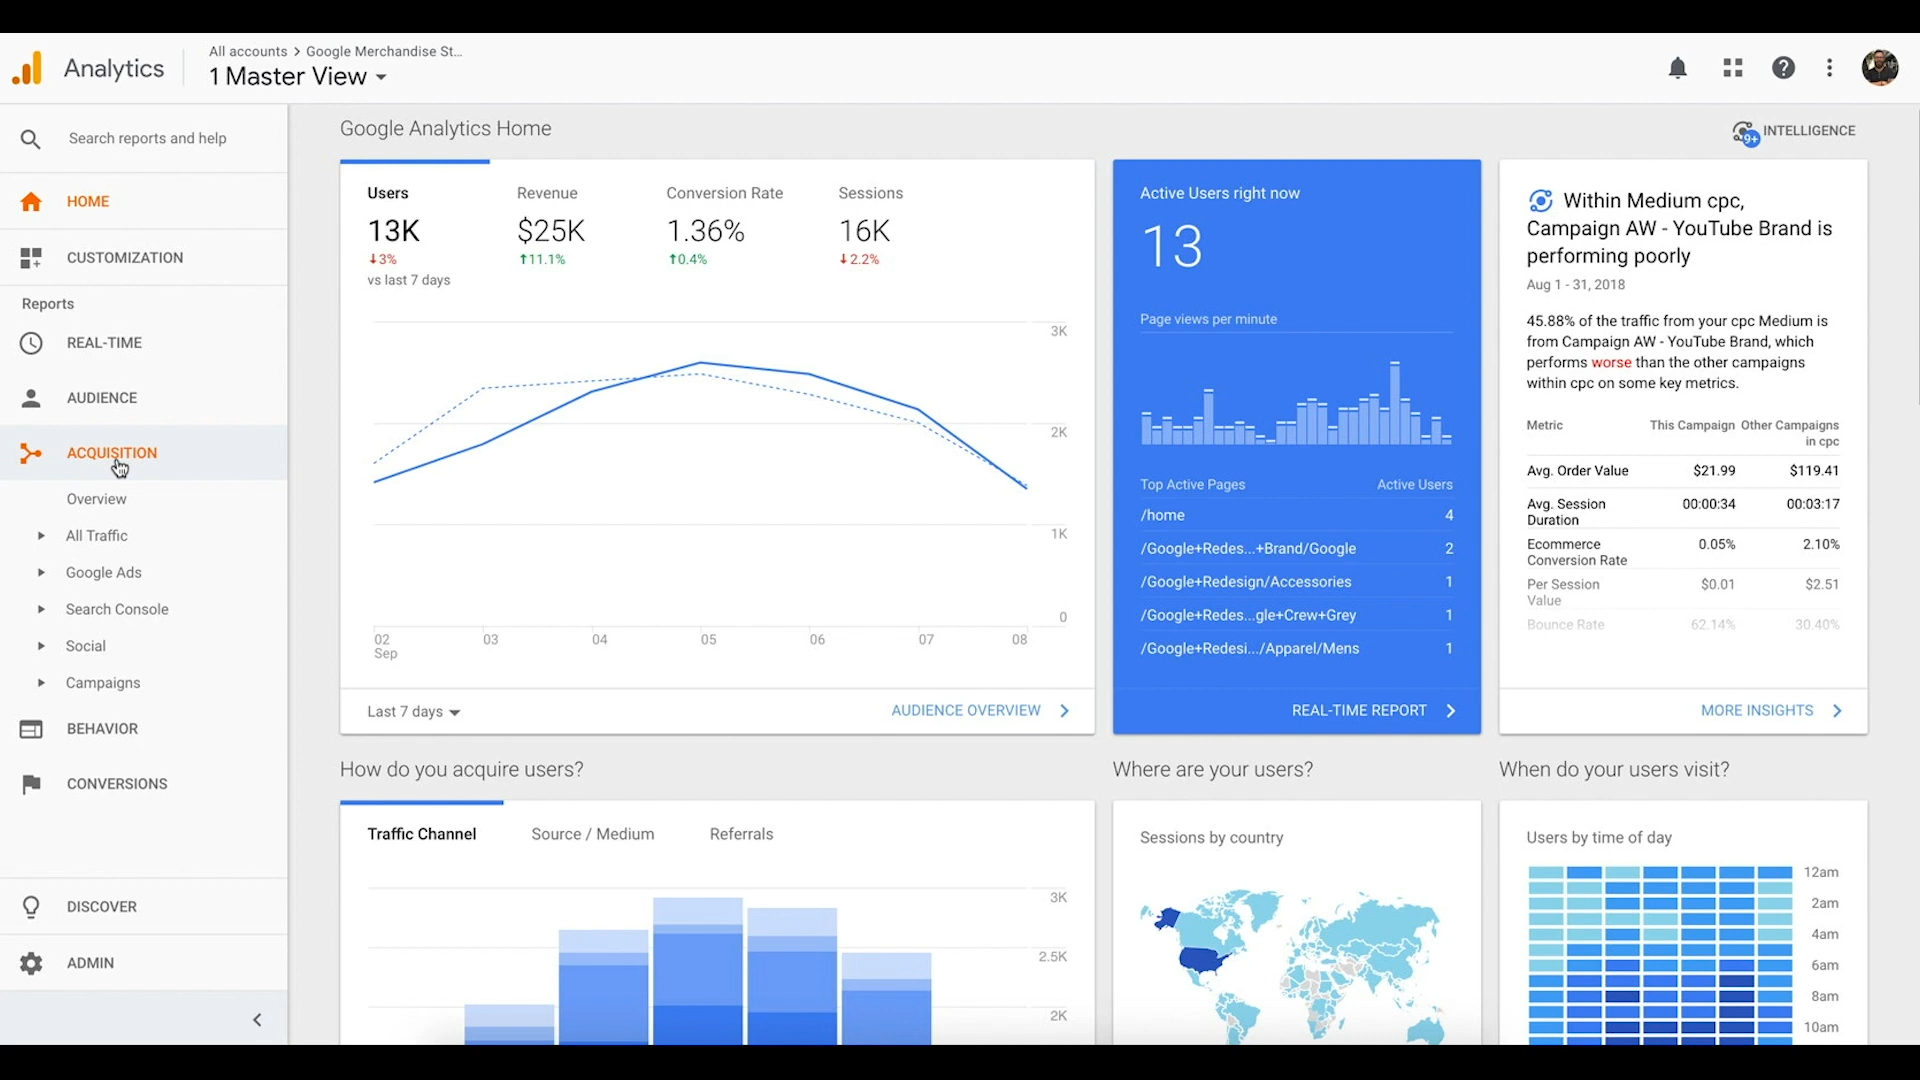 Analytics
All accounts > Google Merchandise St...
1 Master View
Search reports and help
HOME
CUSTOMIZATION
Reports
REAL-TIME
AUDIENCE
ACQUISITION
Overview
All Traffic
Google Ads
Search Console
Social
Campaigns
BEHAVIOR
CONVERSIONS
DISCOVER
ADMIN
Google Analytics Home
INTELLIGENCE
9+
Users
13K
3%
vs last 7 days
Revenue
$25K
11.1%
Conversion Rate
1.36%
0.4%
Sessions
16K
2.2%
3K
2K
1K
0
02 03 04 05 06 07 08
Sep
Last 7 days
AUDIENCE OVERVIEW
Active Users right now
13
Page views per minute
Top Active Pages Active Users
/home 4
/Google+Redes...+Brand/Google 2
/Google+Redesign/Accessories 1
/Google+Redes...gle+Crew+Grey 1
/Google+Redesi.../Apparel/Mens 1
REAL-TIME REPORT
Within Medium cpc,
Campaign AW - YouTube Brand is
performing poorly
Aug 1 - 31, 2018
45.88% of the traffic from your cpc Medium is
from Campaign AW - YouTube Brand, which
performs worse than the other campaigns
within cpc on some key metrics.
Metric This Campaign Other Campaigns
in cpc
Avg. Order Value $21.99 $119.41
Avg. Session 00:00:34 00:03:17
Duration
Ecommerce 0.05% 2.10%
Conversion Rate
Per Session $0.01 $2.51
Value
Bounce Rate 62.14% 30.40%
MORE INSIGHTS
How do you acquire users?
Traffic Channel
Source / Medium
Referrals
3K
2.5K
2K
Where are your users?
Sessions by country
When do your users visit?
Users by time of day
12am
2am
4am
6am
8am
10am